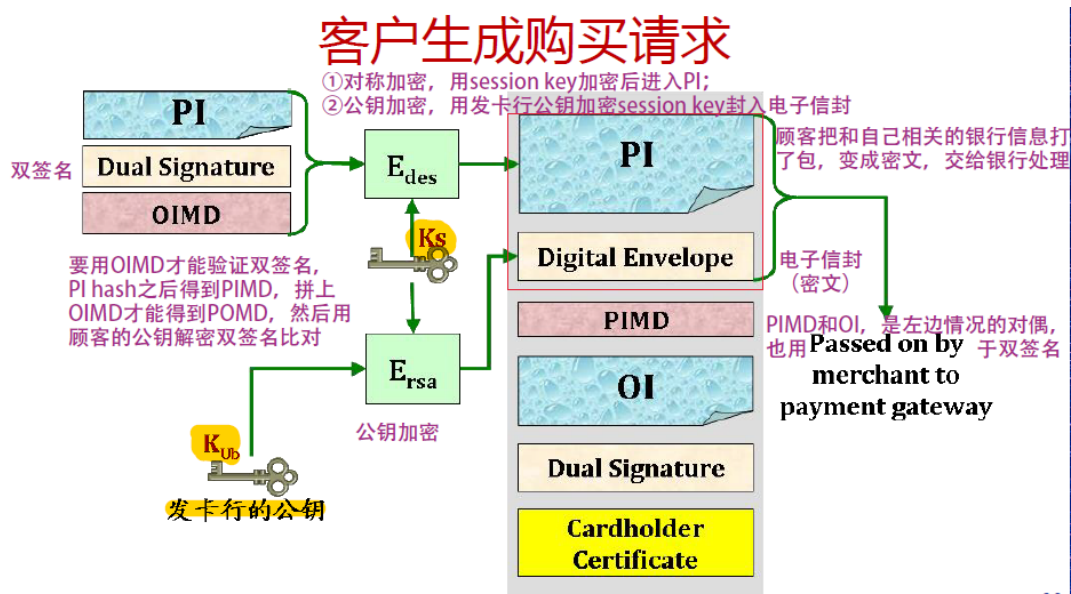 客户生成购买请求
①对称加密，用session key加密后进入PI；
②公钥加密，用发卡行公钥加密session key封入电子信封
PI
双签名
Dual Signature
OIMD
E_des
Ks
要用OIMD才能验证双签名，
PI hash之后得到PIMD，拼上
OIMD才能得到POMD，然后用
顾客的公钥解密双签名比对
E_rsa
公钥加密
K_Ub
发卡行的公钥
PI
Digital Envelope
PIMD
OI
Dual Signature
Cardholder
Certificate
顾客把和自己相关的银行信息打
了包，变成密文，交给银行处理
电子信封
（密文）
PIMD和OI，是左边情况的对偶，
也用 于双签名
Passed on by
merchant to
payment gateway